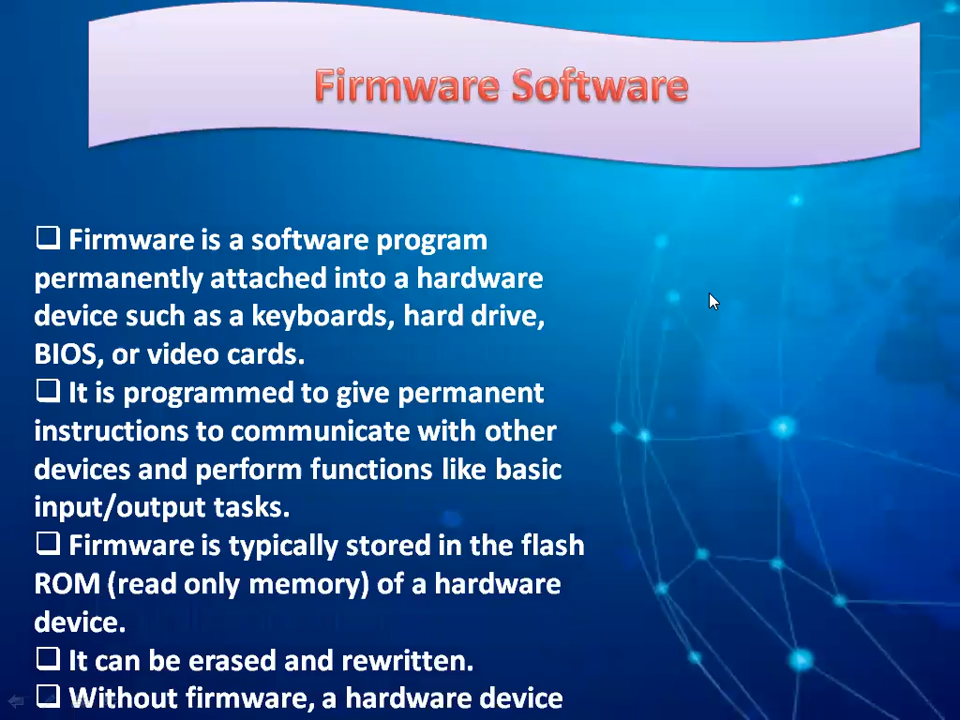 Firmware Software
❑ Firmware is a software program
permanently attached into a hardware
device such as a keyboards, hard drive,
BIOS, or video cards.
❑ It is programmed to give permanent
instructions to communicate with other
devices and perform functions like basic
input/output tasks.
❑ Firmware is typically stored in the flash
ROM (read only memory) of a hardware
device.
❑ It can be erased and rewritten.
❑ Without firmware, a hardware device